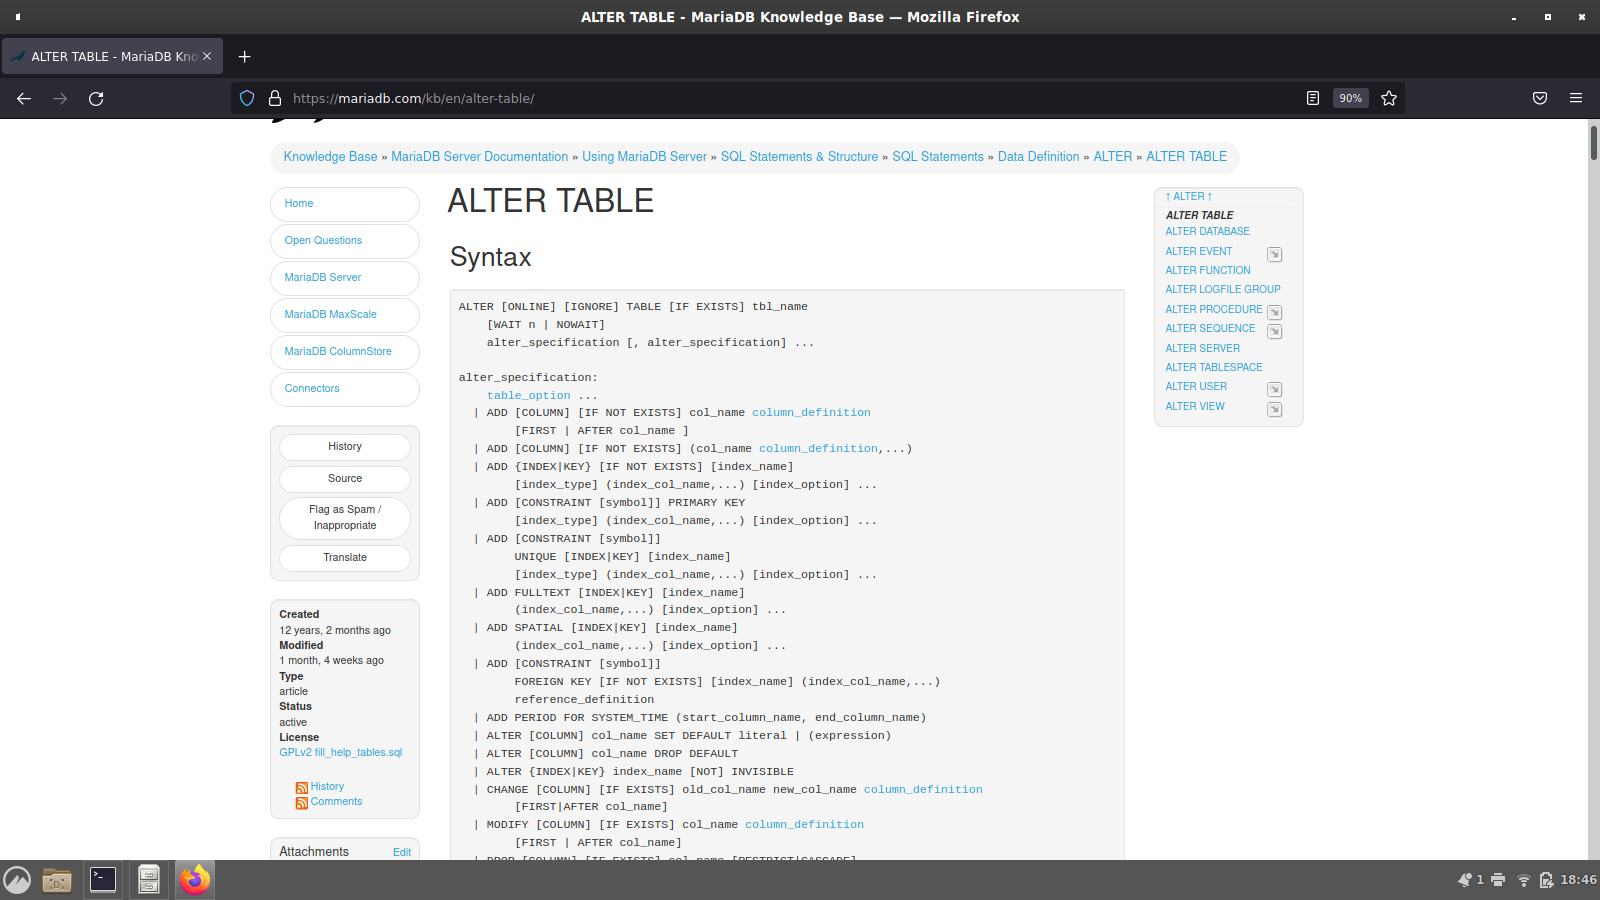 ALTER TABLE - MariaDB Knowledge Base — Mozilla Firefox
ALTER TABLE - MariaDB Kno
https://mariadb.com/kb/en/alter-table/
90%
Knowledge Base » MariaDB Server Documentation » Using MariaDB Server » SQL Statements & Structure » SQL Statements » Data Definition » ALTER » ALTER TABLE
Home
Open Questions
MariaDB Server
MariaDB MaxScale
MariaDB ColumnStore
Connectors
History
Source
Flag as Spam /
Inappropriate
Translate
Created
12 years, 2 months ago
Modified
1 month, 4 weeks ago
Type
article
Status
active
License
GPLv2 fill_help_tables.sql
History
Comments
Attachments Edit
ALTER TABLE
Syntax
ALTER [ONLINE] [IGNORE] TABLE [IF EXISTS] tbl_name
[WAIT n | NOWAIT]
alter_specification [, alter_specification] ...
alter_specification:
table_option ...
| ADD [COLUMN] [IF NOT EXISTS] col_name column_definition
[FIRST | AFTER col_name ]
| ADD [COLUMN] [IF NOT EXISTS] (col_name column_definition,...)
| ADD {INDEX|KEY} [IF NOT EXISTS] [index_name]
[index_type] (index_col_name,...) [index_option] ...
| ADD [CONSTRAINT [symbol]] PRIMARY KEY
[index_type] (index_col_name,...) [index_option] ...
| ADD [CONSTRAINT [symbol]]
UNIQUE [INDEX|KEY] [index_name]
[index_type] (index_col_name,...) [index_option] ...
| ADD FULLTEXT [INDEX|KEY] [index_name]
(index_col_name,...) [index_option] ...
| ADD SPATIAL [INDEX|KEY] [index_name]
(index_col_name,...) [index_option] ...
| ADD [CONSTRAINT [symbol]]
FOREIGN KEY [IF NOT EXISTS] [index_name] (index_col_name,...)
reference_definition
| ADD PERIOD FOR SYSTEM_TIME (start_column_name, end_column_name)
| ALTER [COLUMN] col_name SET DEFAULT literal | (expression)
| ALTER [COLUMN] col_name DROP DEFAULT
| ALTER {INDEX|KEY} index_name [NOT] INVISIBLE
| CHANGE [COLUMN] [IF EXISTS] old_col_name new_col_name column_definition
[FIRST|AFTER col_name]
| MODIFY [COLUMN] [IF EXISTS] col_name column_definition
[FIRST | AFTER col_name]
| DROP [COLUMN] [IF EXISTS] col_name [RESTRICT|CASCADE]
↑ ALTER ↑
ALTER TABLE
ALTER DATABASE
ALTER EVENT
ALTER FUNCTION
ALTER LOGFILE GROUP
ALTER PROCEDURE
ALTER SEQUENCE
ALTER SERVER
ALTER TABLESPACE
ALTER USER
ALTER VIEW
1
18:46